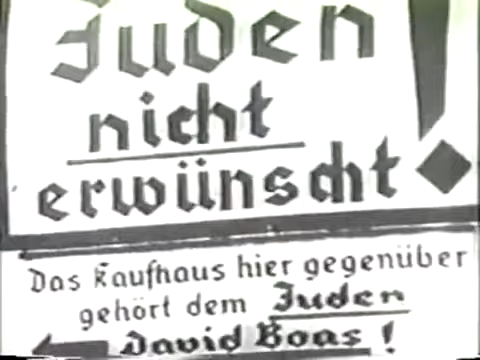 Juden
nicht
erwünscht!
Das Kaufhaus hier gegenüber
gehört dem Juden
David Boas!